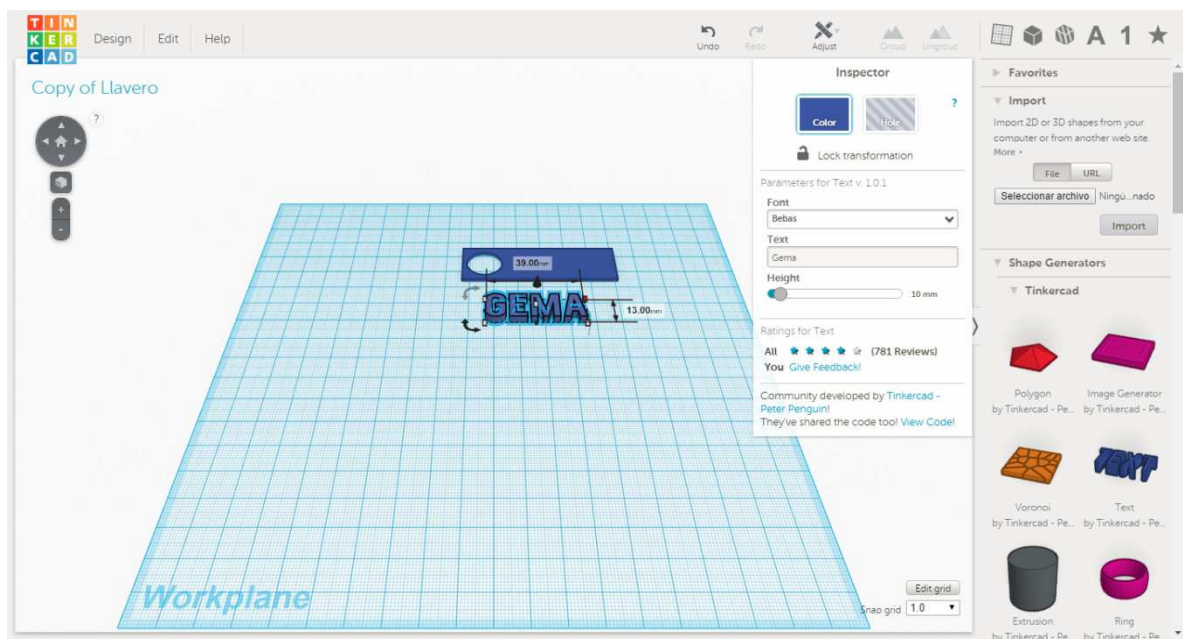 TIN
KER
CAD
Design Edit Help
Undo Redo Adjust Group Ungroup
A 1
Copy of Llavero
?
+
-
Inspector
Color Hole ?
Lock transformation
Parameters for Text v. 1.0.1
Font
Bebas
Text
Gema
Height
10 mm
Ratings for Text
All (781 Reviews)
You Give Feedback!
Community developed by Tinkercad -
Peter Penguin!
They've shared the code too! View Code!
39.00mm
GEMA
13.00mm
Workplane
Edit grid
Snap grid 1.0
Favorites
Import
Import 2D or 3D shapes from your
computer or from another web site.
More
File URL
Seleccionar archivo Ningú...nado
Import
Shape Generators
Tinkercad
Polygon Image Generator
by Tinkercad - Pe... by Tinkercad - Pe...
TEXT
Voronoi Text
by Tinkercad - Pe... by Tinkercad - Pe...
Extrusion Ring
by Tinkercad - Pe... by Tinkercad - Pe...